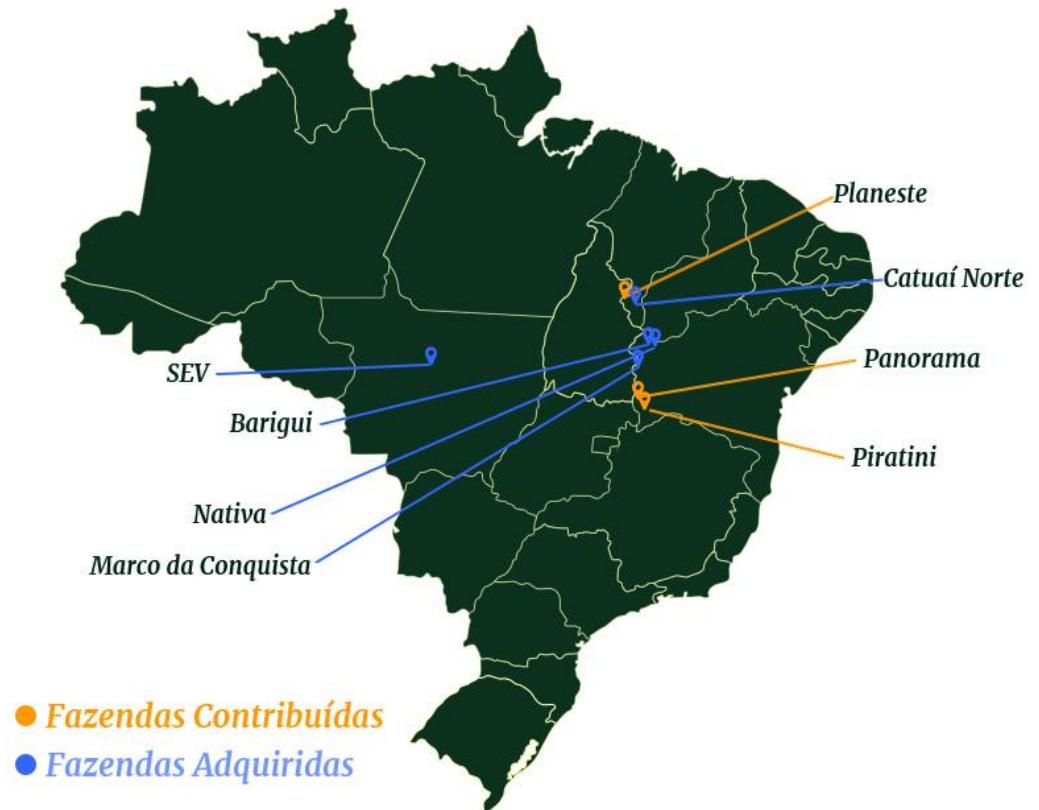 Planeste
Catuaí Norte
Panorama
SEV
Barigui
Piratini
Nativa
Marco da Conquista
Fazendas Contribuídas
Fazendas Adquiridas